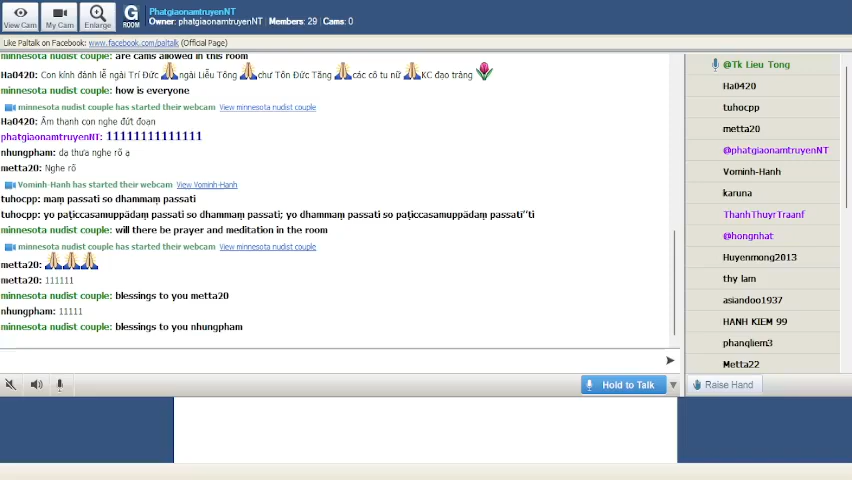 View Cam
My Cam
Enlarge
G
ROOM
PhatgiaonamtruyenNT
Owner: phatgiaonamtruyenNT | Members: 29 | Cams: 0
Like Paltalk on Facebook: www.facebook.com/paltalk (Official Page)
minnesota nudist couple: are cams allowed in this room
Ha0420: Con kính đảnh lễ ngài Trí Đức ngài Liễu Tông chư Tôn Đức Tăng các cô tu nữ KC đạo tràng
minnesota nudist couple: how is everyone
minnesota nudist couple has started their webcam View minnesota nudist couple
Ha0420: Âm thanh con nghe đứt đoạn
phatgiaonamtruyenNT: 11111111111111
nhungpham: dạ thưa nghe rõ ạ
metta20: Nghe rõ
Vominh-Hanh has started their webcam View Vominh-Hanh
tuhocpp: maṃ passati so dhammaṃ passati
tuhocpp: yo paṭiccasamuppādaṃ passati so dhammaṃ passati; yo dhammaṃ passati so paṭiccasamuppādaṃ passati’’ti
minnesota nudist couple: will there be prayer and meditation in the room
minnesota nudist couple has started their webcam View minnesota nudist couple
metta20:
metta20: 111111
minnesota nudist couple: blessings to you metta20
nhungpham: 11111
minnesota nudist couple: blessings to you nhungpham
@Tk Lieu Tong
Ha0420
tuhocpp
metta20
@phatgiaonamtruyenNT
Vominh-Hanh
karuna
ThanhThuyrTraanf
@hongnhat
Huyenmong2013
thy lam
asiandoo1937
HANH KIEM 99
phanqliem3
Metta22
Hold to Talk
Raise Hand